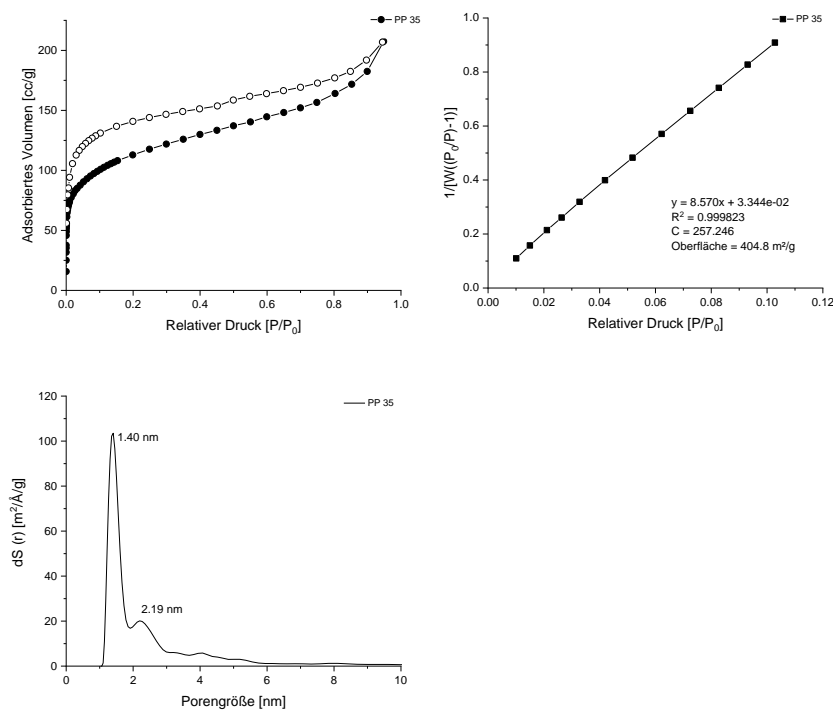 PP 35
200
150
100
50
0
Adsorbiertes Volumen [cc/g]
0.0 0.2 0.4 0.6 0.8 1.0
Relativer Druck [P/P0]
PP 35
1.0
0.8
0.6
0.4
0.2
0.0
1/[W((P0/P)-1)]
y = 8.570x + 3.344e-02
R² = 0.999823
C = 257.246
Oberfläche = 404.8 m²/g
0.00 0.02 0.04 0.06 0.08 0.10 0.12
Relativer Druck [P/P0]
PP 35
120
100
80
60
40
20
0
dS (r) [m²/Å/g]
1.40 nm
2.19 nm
0 2 4 6 8 10
Porengröße [nm]